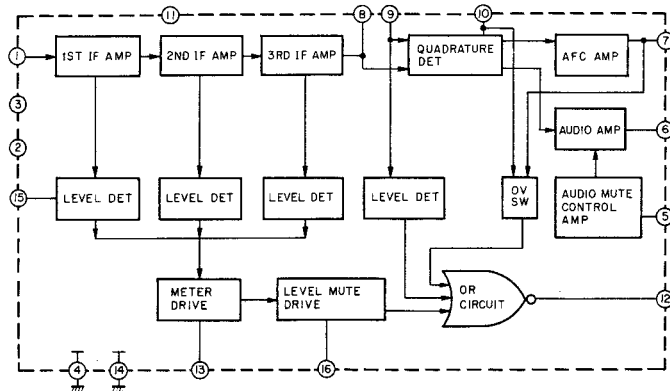 11
8
9
10
1
1ST IF AMP
2ND IF AMP
3RD IF AMP
QUADRATURE
DET
AFC AMP
7
3
2
AUDIO AMP
6
15
LEVEL DET
LEVEL DET
LEVEL DET
LEVEL DET
OV
SW
AUDIO MUTE
CONTROL
AMP
5
METER
DRIVE
LEVEL MUTE
DRIVE
OR
CIRCUIT
12
4
14
13
16